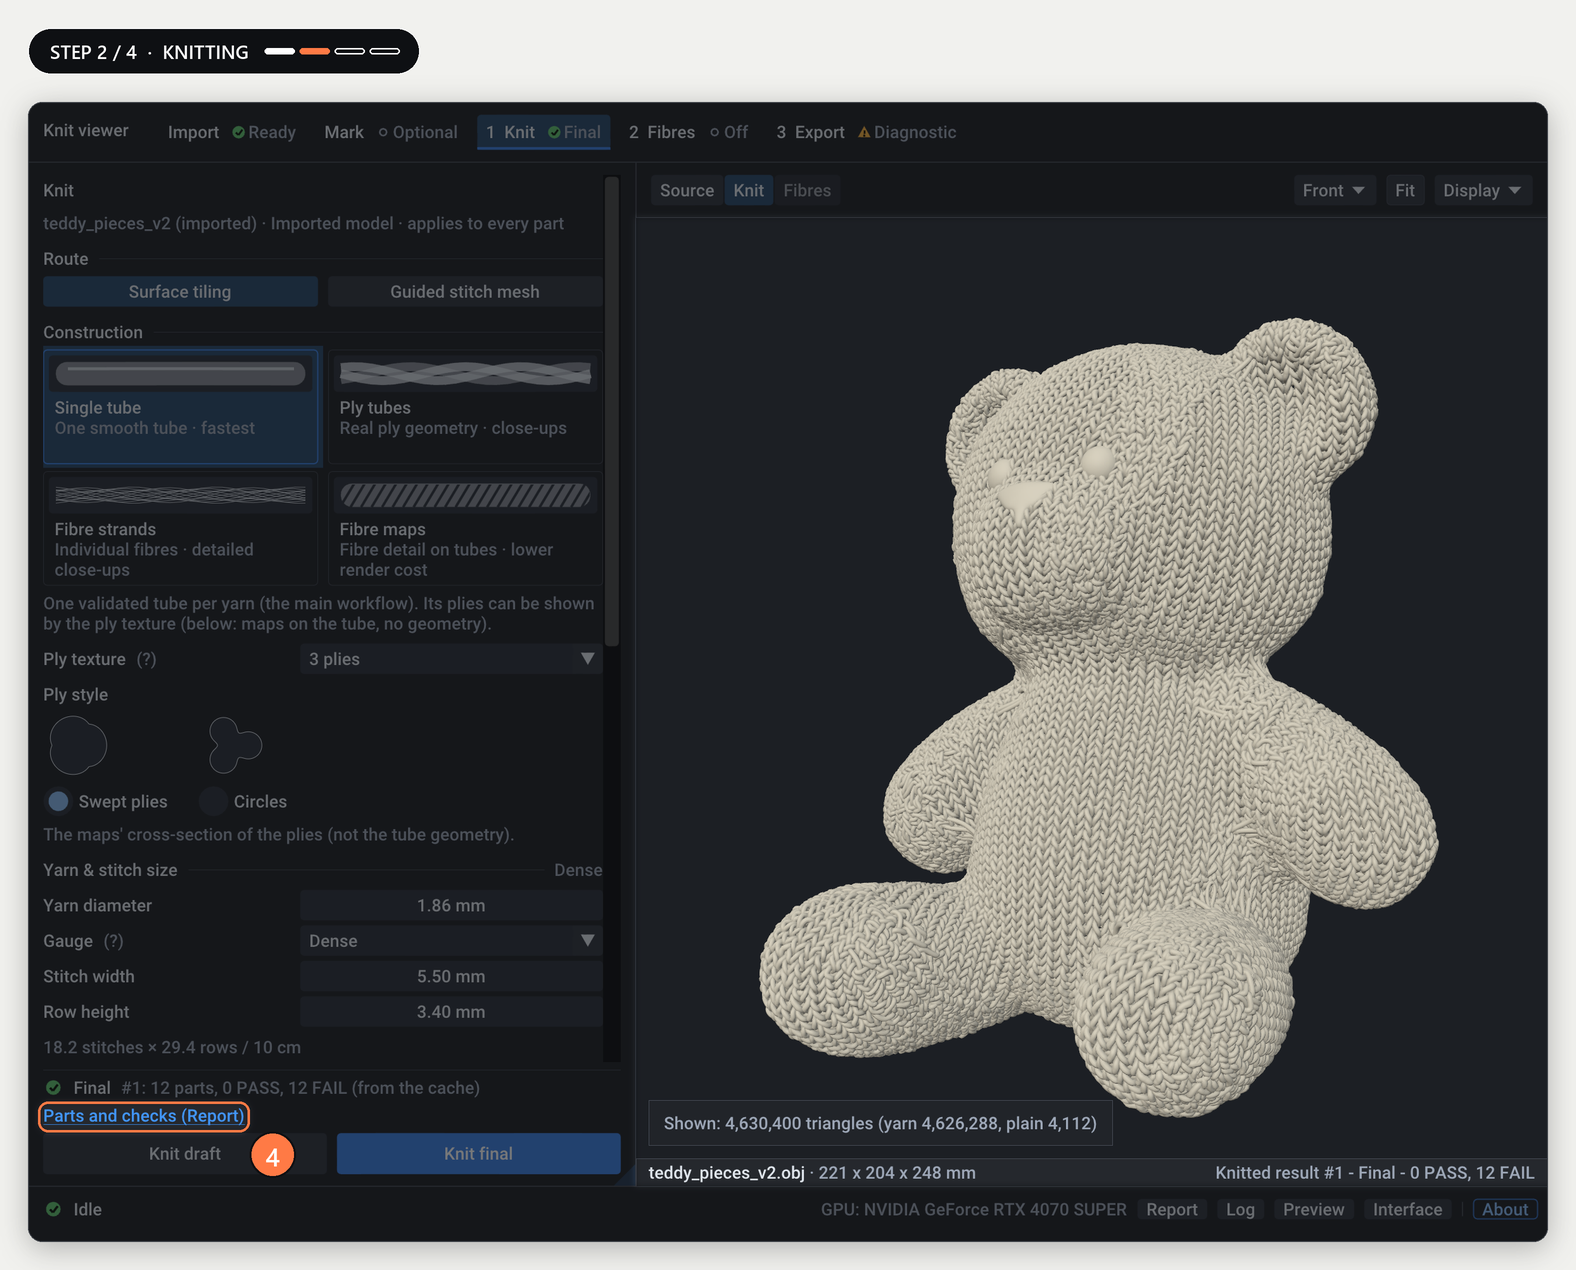 STEP 2 / 4 · KNITTING
Knit viewer
Import Ready
Mark Optional
1 Knit Final
2 Fibres Off
3 Export Diagnostic
Knit
teddy_pieces_v2 (imported) · Imported model · applies to every part
Route
Surface tiling
Guided stitch mesh
Construction
Single tube
One smooth tube · fastest
Ply tubes
Real ply geometry · close-ups
Fibre strands
Individual fibres · detailed
close-ups
Fibre maps
Fibre detail on tubes · lower
render cost
One validated tube per yarn (the main workflow). Its plies can be shown
by the ply texture (below: maps on the tube, no geometry).
Ply texture (?) 3 plies
Ply style
Swept plies Circles
The maps' cross-section of the plies (not the tube geometry).
Yarn & stitch size Dense
Yarn diameter 1.86 mm
Gauge (?) Dense
Stitch width 5.50 mm
Row height 3.40 mm
18.2 stitches × 29.4 rows / 10 cm
Final #1: 12 parts, 0 PASS, 12 FAIL (from the cache)
Parts and checks (Report)
Knit draft
4
Knit final
Source Knit Fibres
Front Fit Display
Shown: 4,630,400 triangles (yarn 4,626,288, plain 4,112)
teddy_pieces_v2.obj · 221 x 204 x 248 mm
Knitted result #1 - Final - 0 PASS, 12 FAIL
Idle
GPU: NVIDIA GeForce RTX 4070 SUPER
Report Log Preview Interface About